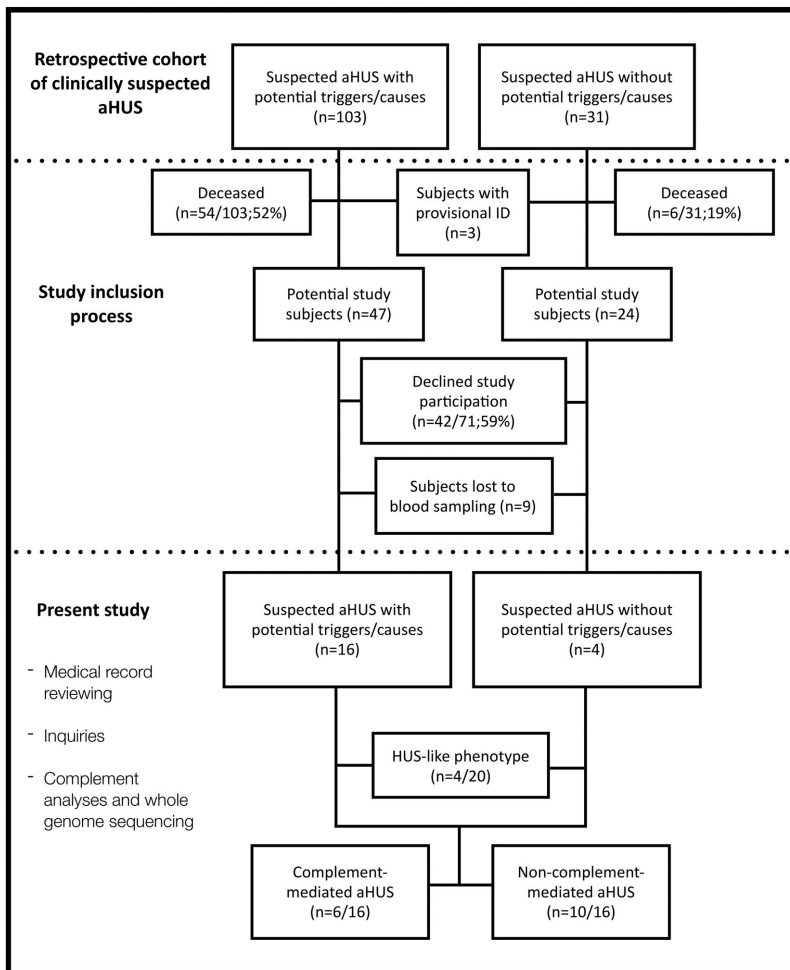 Retrospective cohort
of clinically suspected
aHUS
Suspected aHUS with
potential triggers/causes
(n=103)
Suspected aHUS without
potential triggers/causes
(n=31)
Deceased
(n=54/103;52%)
Subjects with
provisional ID
(n=3)
Deceased
(n=6/31;19%)
Study inclusion
process
Potential study
subjects (n=47)
Potential study
subjects (n=24)
Declined study
participation
(n=42/71;59%)
Subjects lost to
blood sampling (n=9)
Present study
- Medical record
reviewing
- Inquiries
- Complement
analyses and whole
genome sequencing
Suspected aHUS with
potential triggers/causes
(n=16)
Suspected aHUS without
potential triggers/causes
(n=4)
HUS-like phenotype
(n=4/20)
Complement-
mediated aHUS
(n=6/16)
Non-complement-
mediated aHUS
(n=10/16)